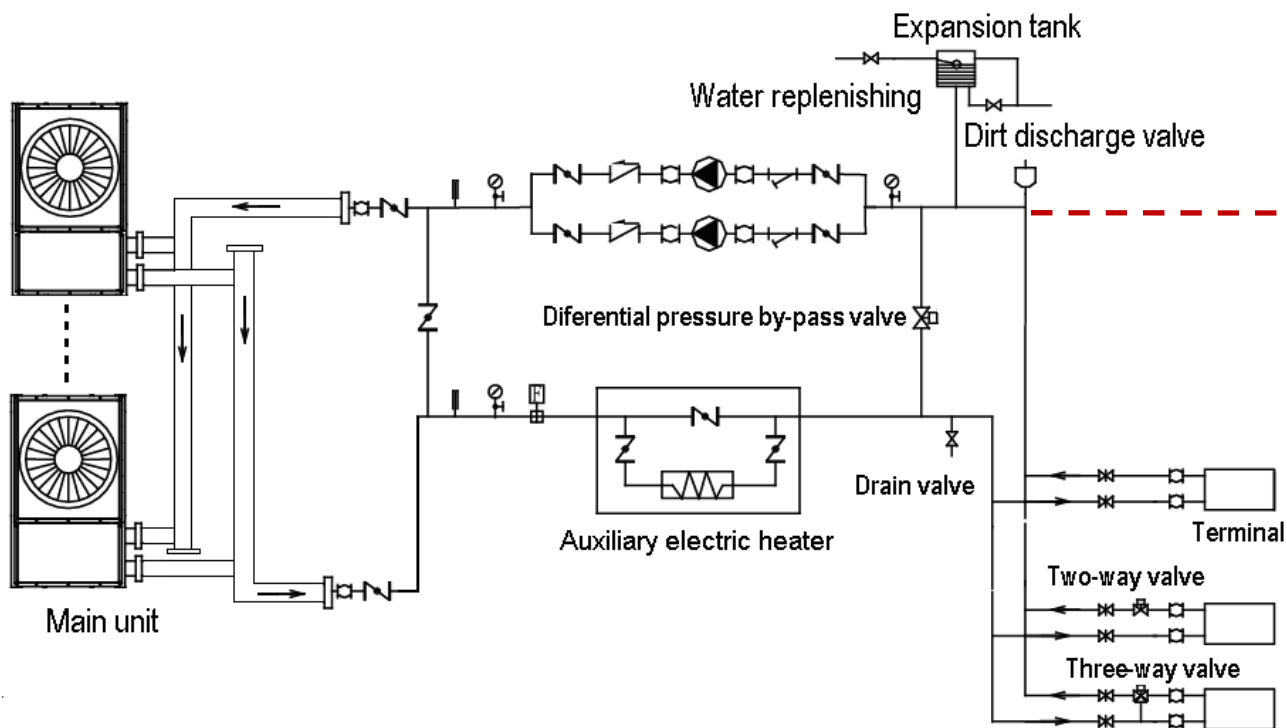 Expansion tank
Water replenishing
Dirt discharge valve
Diferential pressure by-pass valve
F
Drain valve
Auxiliary electric heater
Terminal
Two-way valve
Main unit
Three-way valve